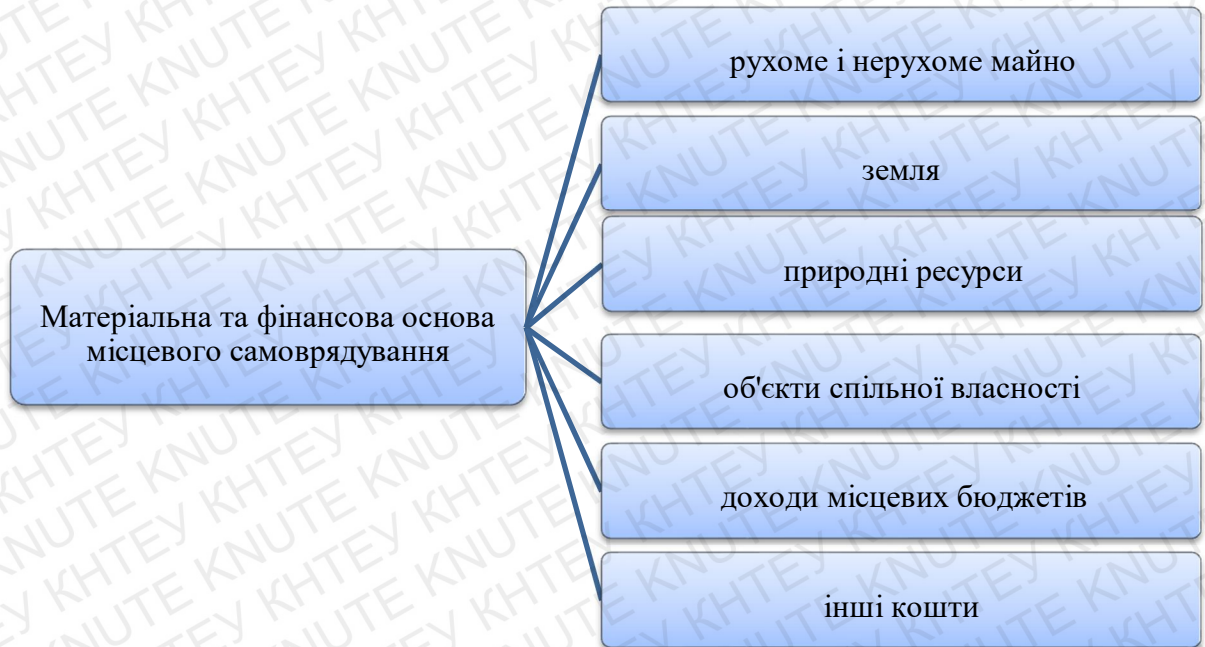 рухоме і нерухоме майно
земля
природні ресурси
Матеріальна та фінансова основа
місцевого самоврядування
об'єкти спільної власності
доходи місцевих бюджетів
інші кошти